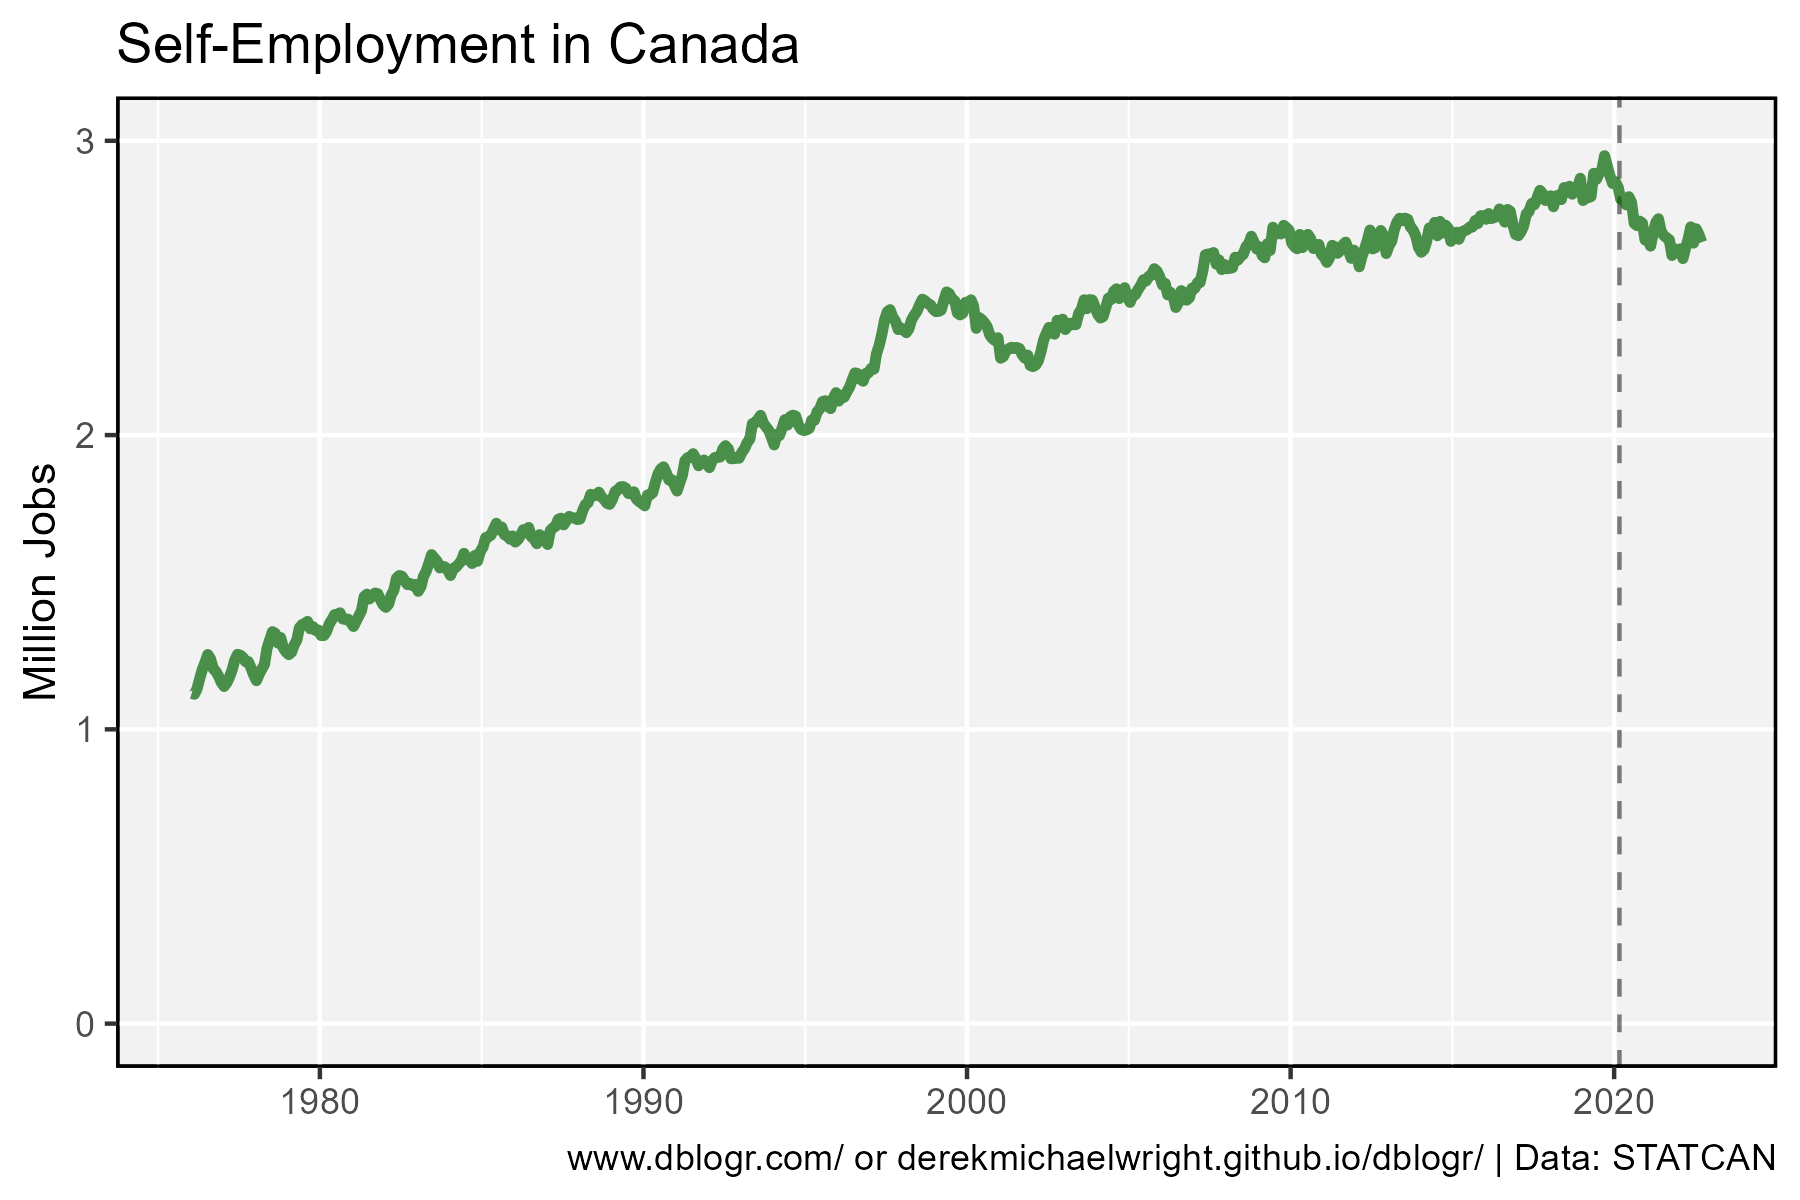 Self-Employment in Canada
3
2
1
0
Million Jobs
1980 1990 2000 2010 2020
www.dblogr.com/ or derekmichaelwright.github.io/dblogr/ | Data: STATCAN